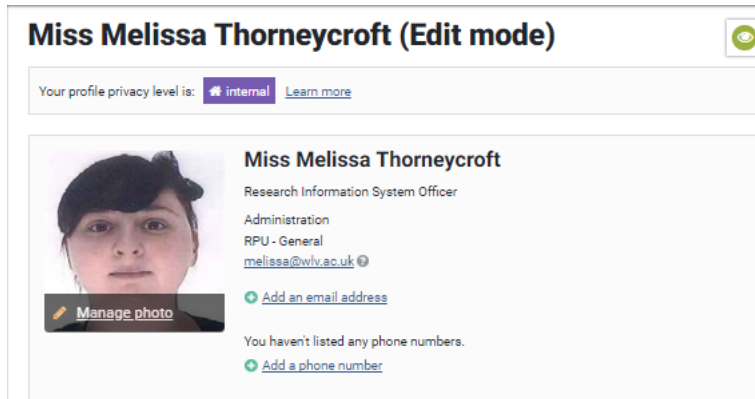 Miss Melissa Thorneycroft (Edit mode)
Your profile privacy level is: internal Learn more
Miss Melissa Thorneycroft
Research Information System Officer
Administration
RPU - General
melissa@wlv.ac.uk ?
Add an email address
Manage photo
You haven't listed any phone numbers.
Add a phone number